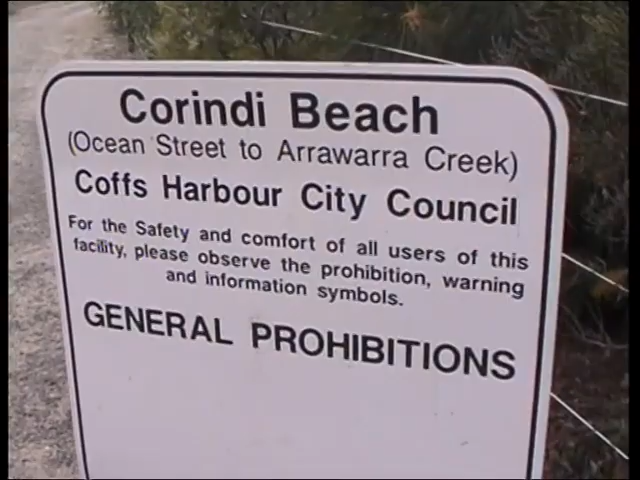 Corindi Beach
(Ocean Street to Arrawarra Creek)
Coffs Harbour City Council
For the Safety and comfort of all users of this
facility, please observe the prohibition, warning
and information symbols.
GENERAL PROHIBITIONS